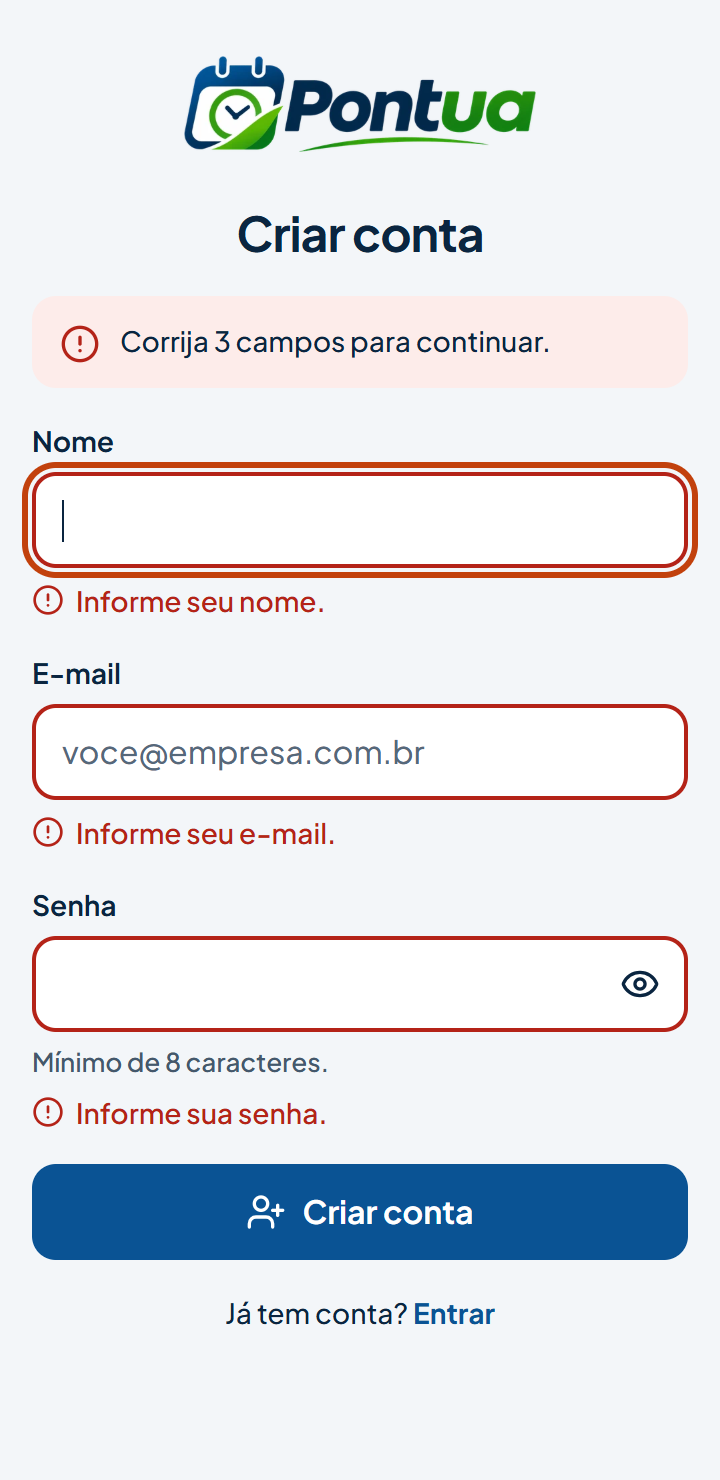 Pontua
Criar conta
Corrija 3 campos para continuar.
Nome
Informe seu nome.
E-mail
voce@empresa.com.br
Informe seu e-mail.
Senha
Mínimo de 8 caracteres.
Informe sua senha.
Criar conta
Já tem conta? Entrar